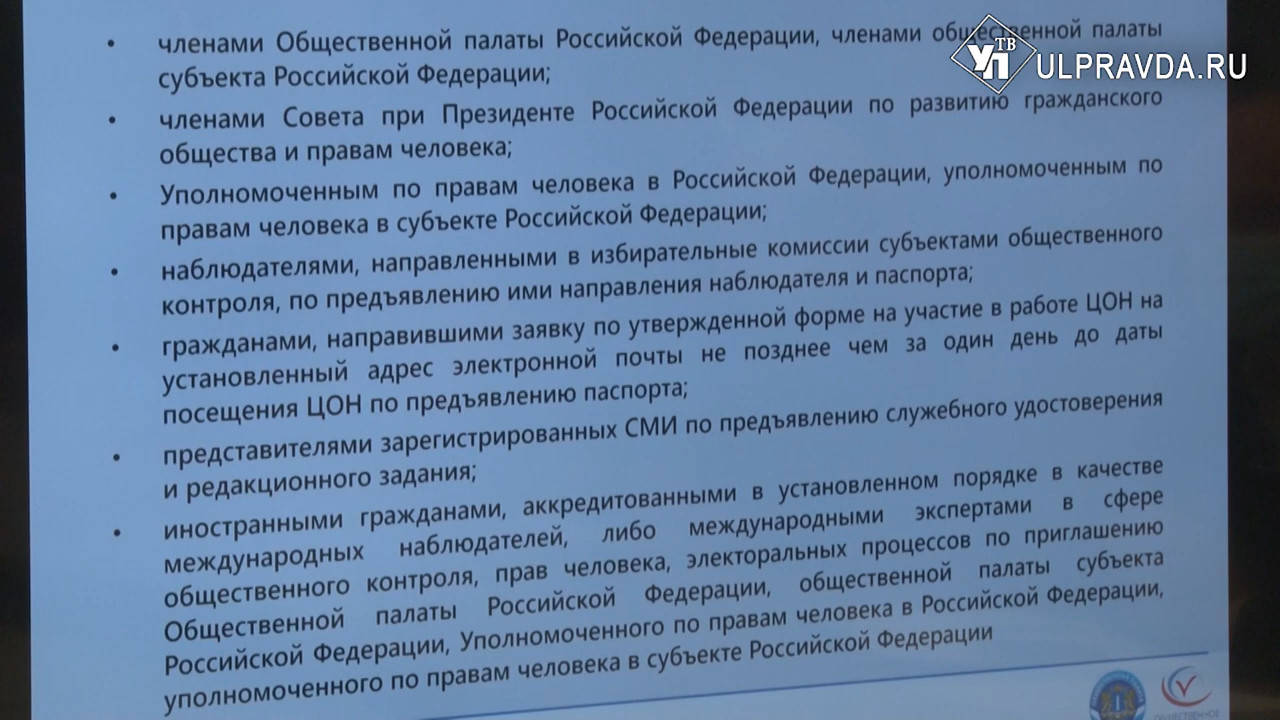 • членами Общественной палаты Российской Федерации, членами общественной палаты
субъекта Российской Федерации;
УП ТВ ULPRAVDA.RU
• членами Совета при Президенте Российской Федерации по развитию гражданского
общества и правам человека;
• Уполномоченным по правам человека в Российской Федерации, уполномоченным по
правам человека в субъекте Российской Федерации;
• наблюдателями, направленными в избирательные комиссии субъектами общественного
контроля, по предъявлению ими направления наблюдателя и паспорта;
• гражданами, направившими заявку по утвержденной форме на участие в работе ЦОН на
установленный адрес электронной почты не позднее чем за один день до даты
посещения ЦОН по предъявлению паспорта;
• представителями зарегистрированных СМИ по предъявлению служебного удостоверения
и редакционного задания;
• иностранными гражданами, аккредитованными в установленном порядке в качестве
международных наблюдателей, либо международными экспертами в сфере
общественного контроля, прав человека, электоральных процессов по приглашению
Общественной палаты Российской Федерации, общественной палаты субъекта
Российской Федерации, Уполномоченного по правам человека в Российской Федерации,
уполномоченного по правам человека в субъекте Российской Федерации